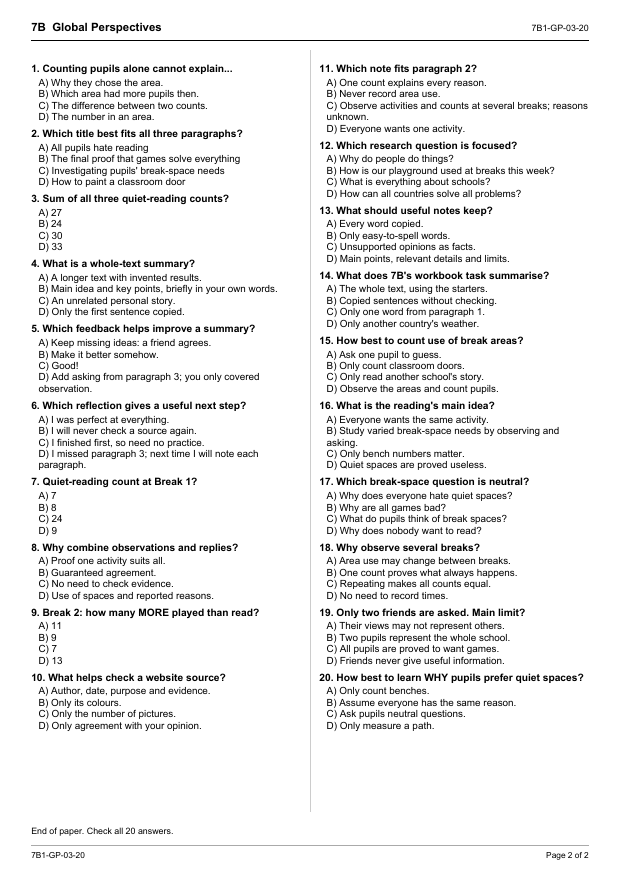 7B Global Perspectives
7B1-GP-03-20
1. Counting pupils alone cannot explain...
A) Why they chose the area.
B) Which area had more pupils then.
C) The difference between two counts.
D) The number in an area.
2. Which title best fits all three paragraphs?
A) All pupils hate reading
B) The final proof that games solve everything
C) Investigating pupils' break-space needs
D) How to paint a classroom door
3. Sum of all three quiet-reading counts?
A) 27
B) 24
C) 30
D) 33
4. What is a whole-text summary?
A) A longer text with invented results.
B) Main idea and key points, briefly in your own words.
C) An unrelated personal story.
D) Only the first sentence copied.
5. Which feedback helps improve a summary?
A) Keep missing ideas: a friend agrees.
B) Make it better somehow.
C) Good!
D) Add asking from paragraph 3; you only covered
observation.
6. Which reflection gives a useful next step?
A) I was perfect at everything.
B) I will never check a source again.
C) I finished first, so need no practice.
D) I missed paragraph 3; next time I will note each
paragraph.
7. Quiet-reading count at Break 1?
A) 7
B) 8
C) 24
D) 9
8. Why combine observations and replies?
A) Proof one activity suits all.
B) Guaranteed agreement.
C) No need to check evidence.
D) Use of spaces and reported reasons.
9. Break 2: how many MORE played than read?
A) 11
B) 9
C) 7
D) 13
10. What helps check a website source?
A) Author, date, purpose and evidence.
B) Only its colours.
C) Only the number of pictures.
D) Only agreement with your opinion.
11. Which note fits paragraph 2?
A) One count explains every reason.
B) Never record area use.
C) Observe activities and counts at several breaks; reasons
unknown.
D) Everyone wants one activity.
12. Which research question is focused?
A) Why do people do things?
B) How is our playground used at breaks this week?
C) What is everything about schools?
D) How can all countries solve all problems?
13. What should useful notes keep?
A) Every word copied.
B) Only easy-to-spell words.
C) Unsupported opinions as facts.
D) Main points, relevant details and limits.
14. What does 7B's workbook task summarise?
A) The whole text, using the starters.
B) Copied sentences without checking.
C) Only one word from paragraph 1.
D) Only another country's weather.
15. How best to count use of break areas?
A) Ask one pupil to guess.
B) Only count classroom doors.
C) Only read another school's story.
D) Observe the areas and count pupils.
16. What is the reading's main idea?
A) Everyone wants the same activity.
B) Study varied break-space needs by observing and
asking.
C) Only bench numbers matter.
D) Quiet spaces are proved useless.
17. Which break-space question is neutral?
A) Why does everyone hate quiet spaces?
B) Why are all games bad?
C) What do pupils think of break spaces?
D) Why does nobody want to read?
18. Why observe several breaks?
A) Area use may change between breaks.
B) One count proves what always happens.
C) Repeating makes all counts equal.
D) No need to record times.
19. Only two friends are asked. Main limit?
A) Their views may not represent others.
B) Two pupils represent the whole school.
C) All pupils are proved to want games.
D) Friends never give useful information.
20. How best to learn WHY pupils prefer quiet spaces?
A) Only count benches.
B) Assume everyone has the same reason.
C) Ask pupils neutral questions.
D) Only measure a path.
End of paper. Check all 20 answers.
7B1-GP-03-20
Page 2 of 2